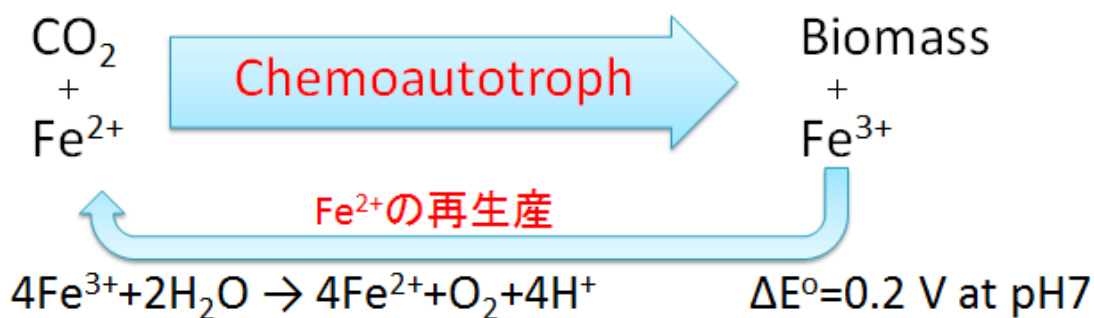 CO₂
+
Fe²⁺
Chemoautotroph
Biomass
+
Fe³⁺
Fe²⁺の再生産
4Fe³⁺+2H₂O → 4Fe²⁺+O₂+4H⁺
ΔEº=0.2 V at pH7